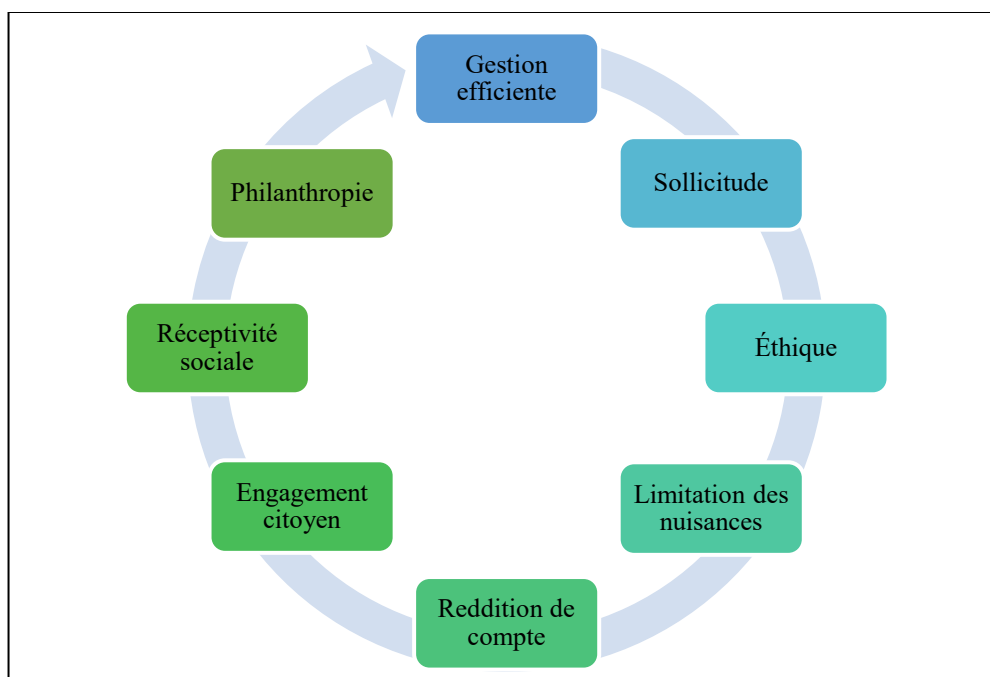 Gestion
efficiente
Sollicitude
Éthique
Limitation des
nuisances
Reddition de
compte
Engagement
citoyen
Réceptivité
sociale
Philanthropie